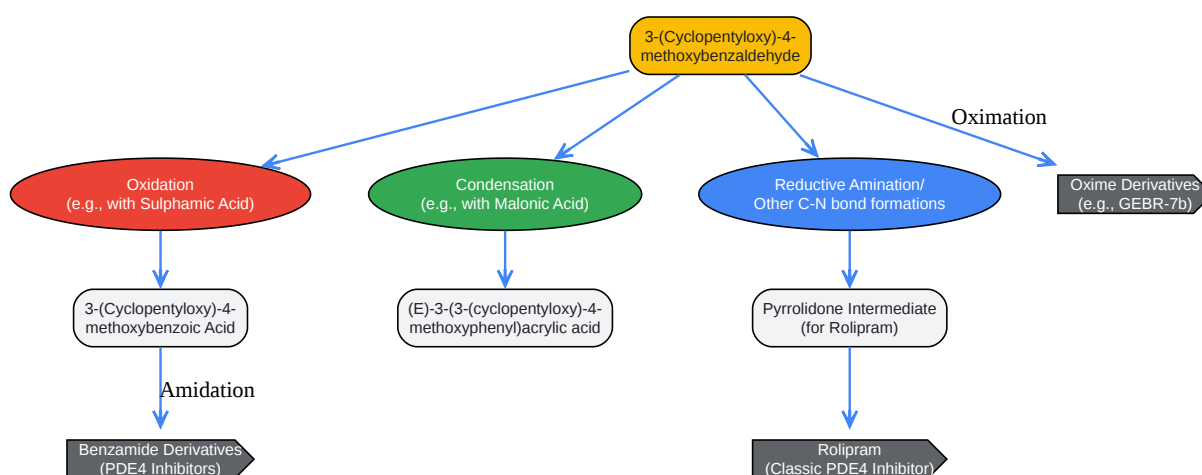 3-(Cyclopentyloxy)-4-
methoxybenzaldehyde
Oximation
Oxidation
(e.g., with Sulphamic Acid)
Condensation
(e.g., with Malonic Acid)
Reductive Amination/
Other C-N bond formations
Oxime Derivatives
(e.g., GEBR-7b)
3-(Cyclopentyloxy)-4-
methoxybenzoic Acid
(E)-3-(3-(cyclopentyloxy)-4-
methoxyphenyl)acrylic acid
Pyrrolidone Intermediate
(for Rolipram)
Amidation
Benzamide Derivatives
(PDE4 Inhibitors)
Rolipram
(Classic PDE4 Inhibitor)